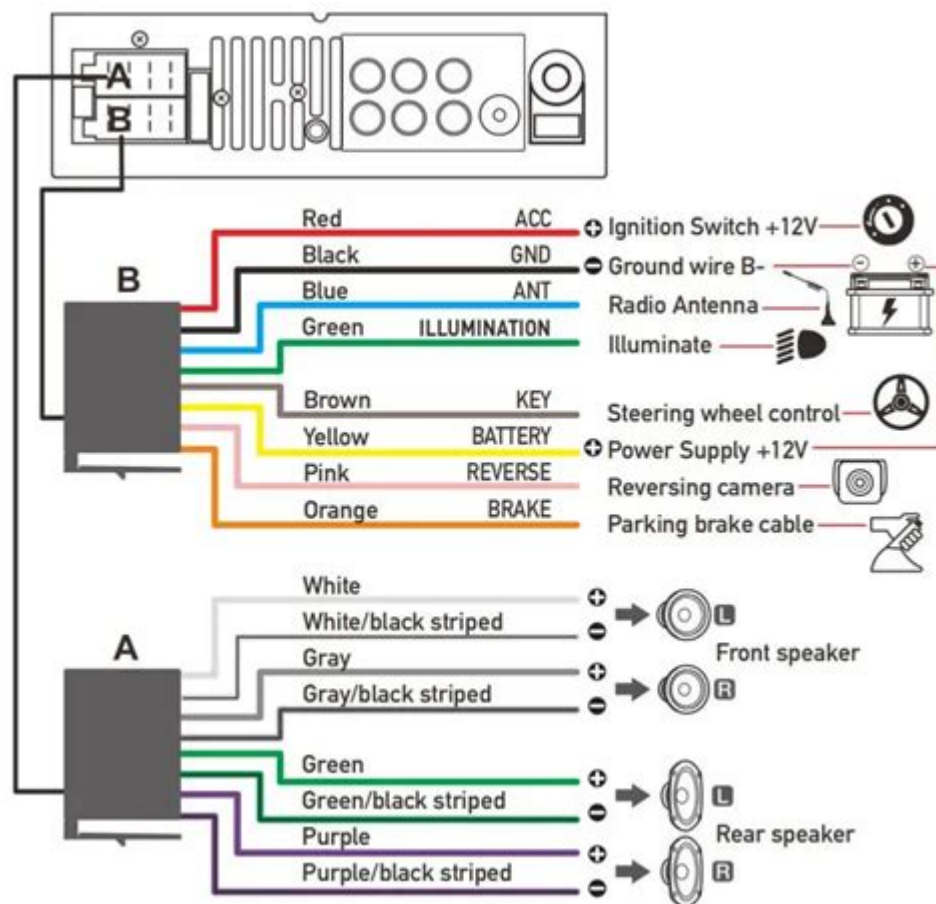 A
B
Red ACC Ignition Switch +12V
Black GND Ground wire B-
B
Blue ANT Radio Antenna
Green ILLUMINATION Illuminate
Brown KEY Steering wheel control
Yellow BATTERY Power Supply +12V
Pink REVERSE Reversing camera
Orange BRAKE Parking brake cable
White
L
White/black striped
A
Front speaker
Gray
R
Gray/black striped
Green
L
Green/black striped
Rear speaker
Purple
R
Purple/black striped